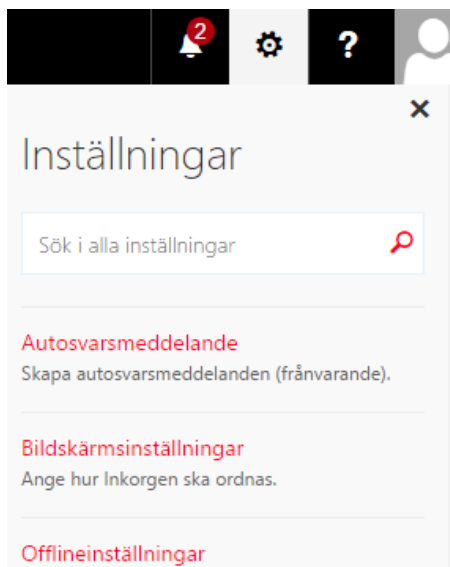 2
?
Inställningar
Sök i alla inställningar
Autosvarsmeddelande
Skapa autosvarsmeddelanden (frånvarande).
Bildskärmsinställningar
Ange hur Inkorgen ska ordnas.
Offlineinställningar